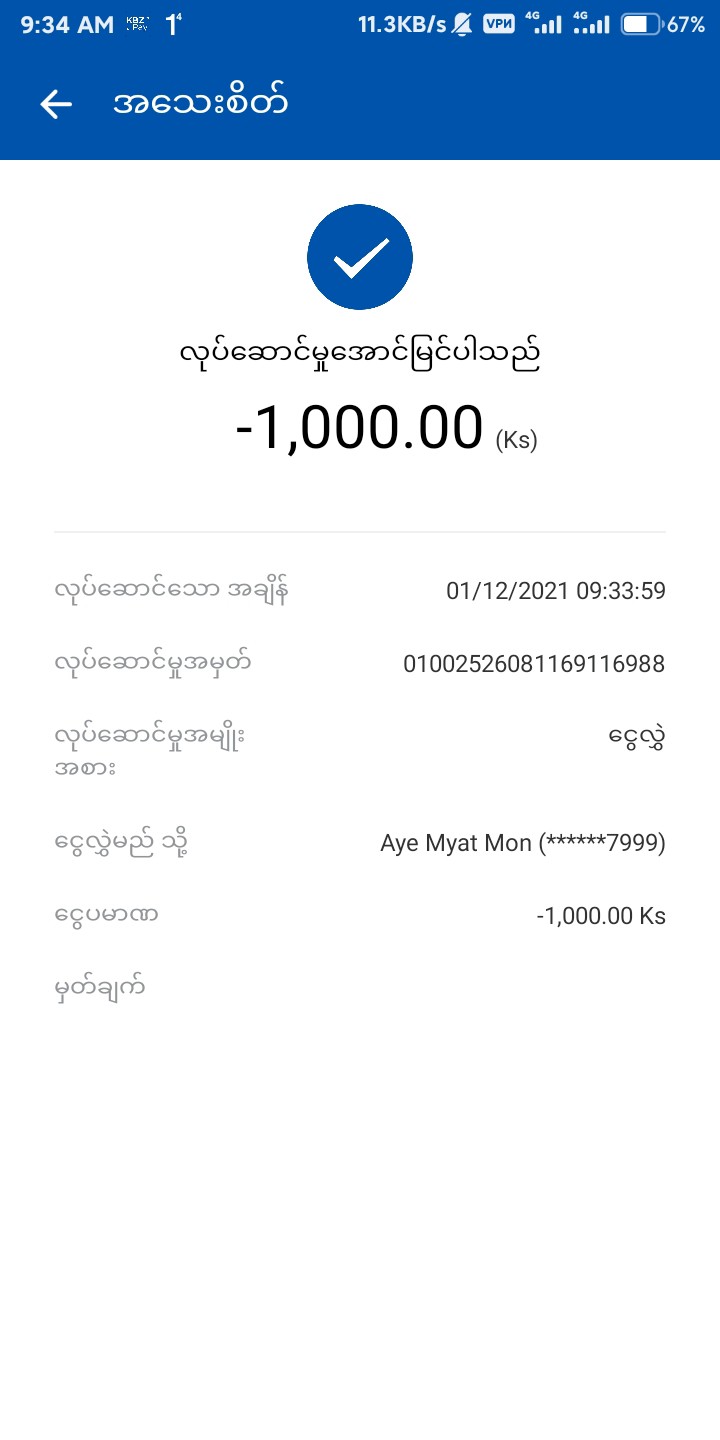 9:34 AM KBZ Pay 1⁴ 11.3KB/s VPN 4G 4G 67%
အသေးစိတ်
လုပ်ဆောင်မှုအောင်မြင်ပါသည်
-1,000.00 (Ks)
လုပ်ဆောင်သော အချိန် 01/12/2021 09:33:59
လုပ်ဆောင်မှုအမှတ် 01002526081169116988
လုပ်ဆောင်မှုအမျိုး ငွေလွှဲ
အစား
ငွေလွှဲမည် သို့ Aye Myat Mon (******7999)
ငွေပမာဏ -1,000.00 Ks
မှတ်ချက်